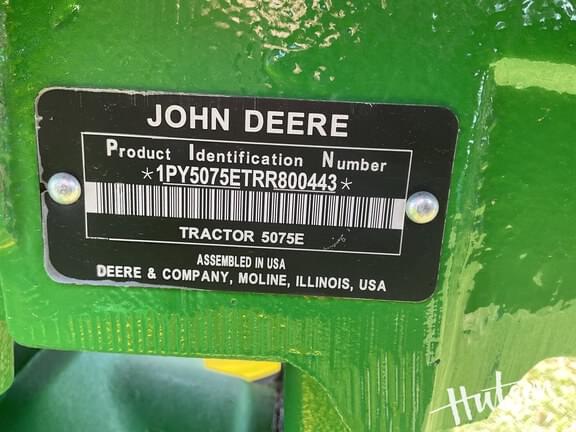 JOHN DEERE
Product Identification Number
*1PY5075ETRR800443*
TRACTOR 5075E
ASSEMBLED IN USA
DEERE & COMPANY, MOLINE, ILLINOIS, USA
Hutson